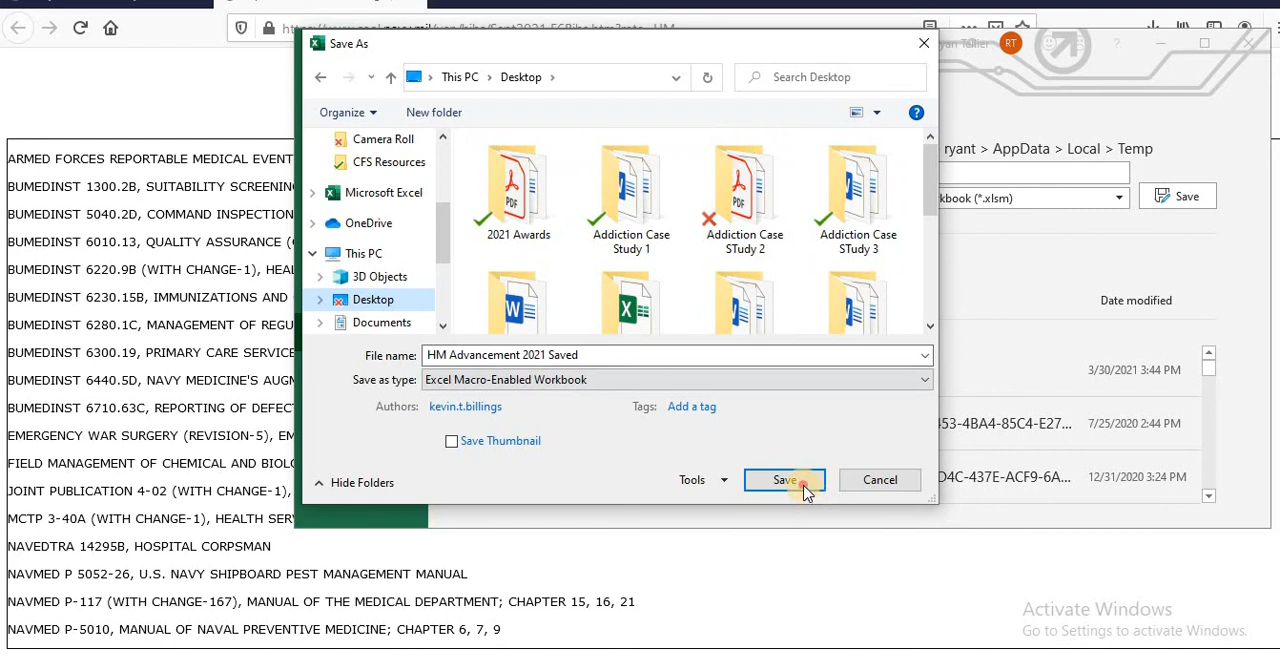 Save As
RT
This PC > Desktop >
Search Desktop
Organize
New folder
Camera Roll
CFS Resources
Microsoft Excel
OneDrive
This PC
3D Objects
Desktop
Documents
2021 Awards
Addiction Case Study 1
Addiction Case STudy 2
Addiction Case STudy 3
File name: HM Advancement 2021 Saved
Save as type: Excel Macro-Enabled Workbook
Authors: kevin.t.billings
Tags: Add a tag
Save Thumbnail
Hide Folders
Tools
Save
Cancel
ryant > AppData > Local > Temp
(*.xlsm)
Save
Date modified
3/30/2021 3:44 PM
453-4BA4-85C4-E27... 7/25/2020 2:44 PM
D4C-437E-ACF9-6A... 12/31/2020 3:24 PM
ARMED FORCES REPORTABLE MEDICAL EVENT
BUMEDINST 1300.2B, SUITABILITY SCREENING
BUMEDINST 5040.2D, COMMAND INSPECTION
BUMEDINST 6010.13, QUALITY ASSURANCE (
BUMEDINST 6220.9B (WITH CHANGE-1), HEAL
BUMEDINST 6230.15B, IMMUNIZATIONS AND
BUMEDINST 6280.1C, MANAGEMENT OF REGU
BUMEDINST 6300.19, PRIMARY CARE SERVICE
BUMEDINST 6440.5D, NAVY MEDICINE'S AUGM
BUMEDINST 6710.63C, REPORTING OF DEFECT
EMERGENCY WAR SURGERY (REVISION-5), EM
FIELD MANAGEMENT OF CHEMICAL AND BIOLO
JOINT PUBLICATION 4-02 (WITH CHANGE-1),
MCTP 3-40A (WITH CHANGE-1), HEALTH SER
NAVEDTRA 14295B, HOSPITAL CORPSMAN
NAVMED P 5052-26, U.S. NAVY SHIPBOARD PEST MANAGEMENT MANUAL
NAVMED P-117 (WITH CHANGE-167), MANUAL OF THE MEDICAL DEPARTMENT; CHAPTER 15, 16, 21
NAVMED P-5010, MANUAL OF NAVAL PREVENTIVE MEDICINE; CHAPTER 6, 7, 9
Activate Windows
Go to Settings to activate Windows.